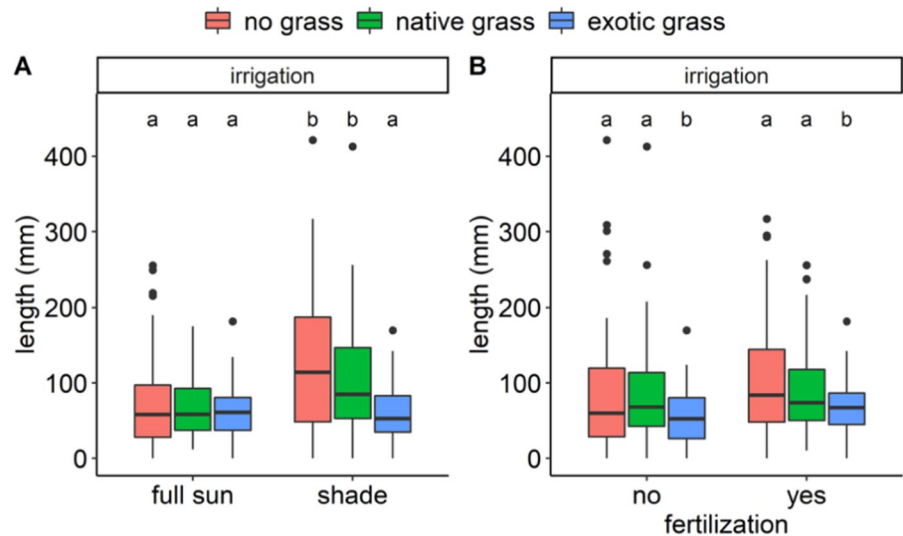 no grass native grass exotic grass
A
irrigation
a a a b b a
length (mm)
400
300
200
100
0
full sun shade
B
irrigation
a a b a a b
length (mm)
400
300
200
100
0
no yes
fertilization